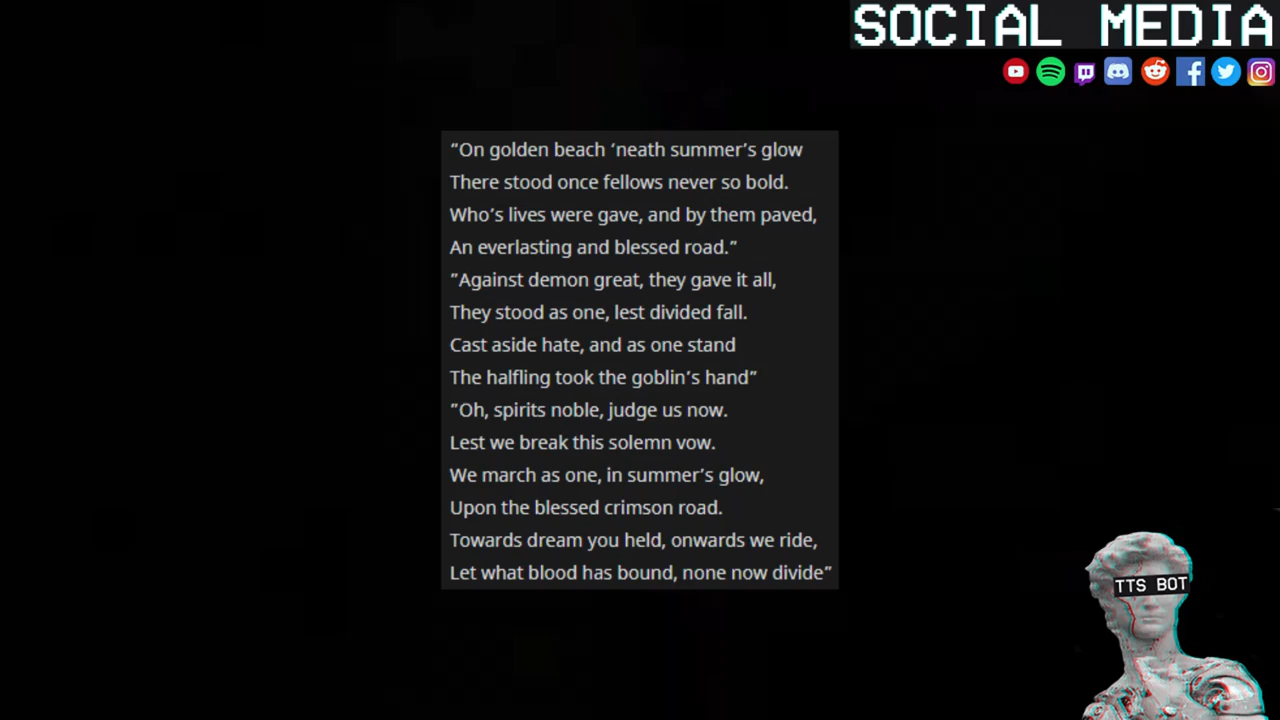 SOCIAL MEDIA
“On golden beach ‘neath summer’s glow
There stood once fellows never so bold.
Who’s lives were gave, and by them paved,
An everlasting and blessed road.”
“Against demon great, they gave it all,
They stood as one, lest divided fall.
Cast aside hate, and as one stand
The halfling took the goblin’s hand”
“Oh, spirits noble, judge us now.
Lest we break this solemn vow.
We march as one, in summer’s glow,
Upon the blessed crimson road.
Towards dream you held, onwards we ride,
Let what blood has bound, none now divide”
TTS BOT